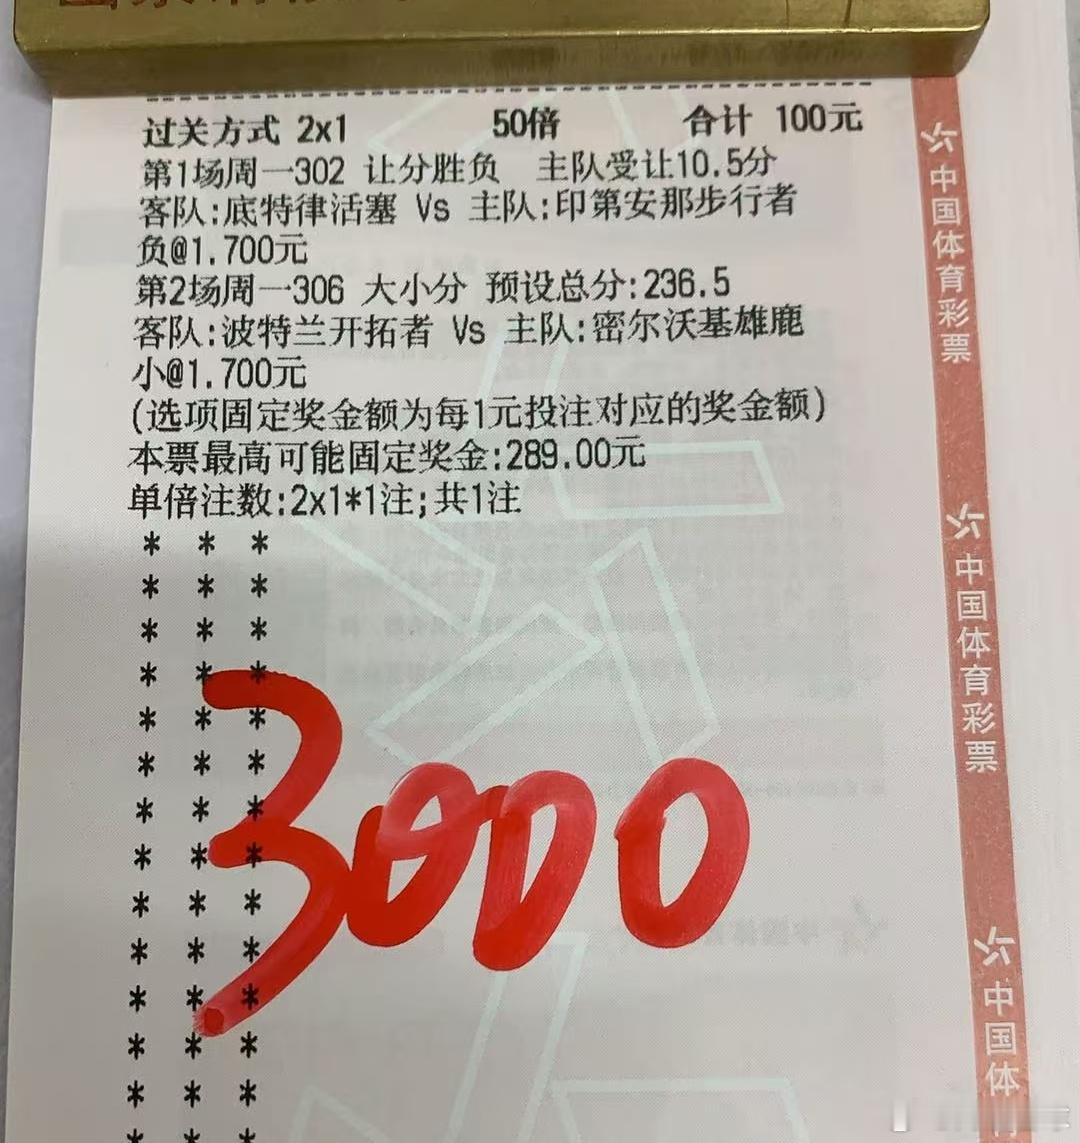 过关方式 2x1 50倍 合计 100元
第1场周一302 让分胜负 主队受让10.5分
客队:底特律活塞 Vs 主队:印第安那步行者
负@1.700元
第2场周一306 大小分 预设总分:236.5
客队:波特兰开拓者 Vs 主队:密尔沃基雄鹿
小@1.700元
(选项固定奖金额为每1元投注对应的奖金额)
本票最高可能固定奖金:289.00元
单倍注数:2x1*1注;共1注
* * *
* * *
* * *
* * *
* * *
* * *
* * *
* * *
* * *
* * *
* * *
* * *
* * *
* * *
3000
中国体育彩票
中国体育彩票
中国体